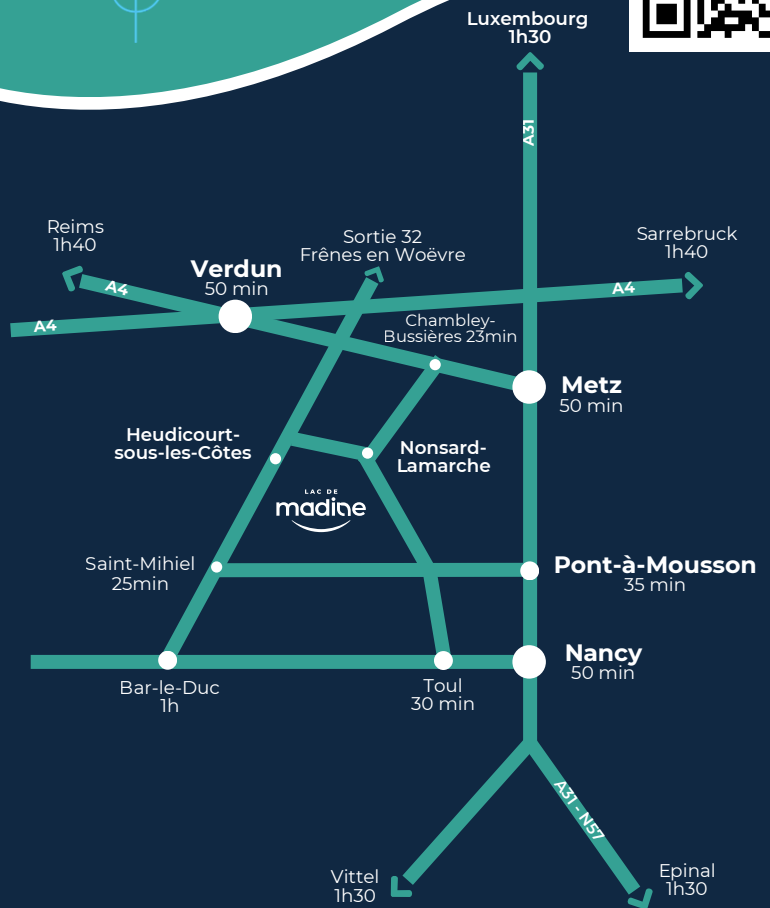 Luxembourg
1h30
A31
Reims
1h40
Sortie 32
Frênes en Woëvre
Sarrebruck
1h40
Verdun
50 min
A4
A4
A4
Chambley-
Bussières 23min
Metz
50 min
Heudicourt-
sous-les-Côtes
Nonsard-
Lamarche
LAC DE
madine
Saint-Mihiel
25min
Pont-à-Mousson
35 min
Nancy
50 min
Bar-le-Duc
1h
Toul
30 min
A31 - N57
Vittel
1h30
Epinal
1h30